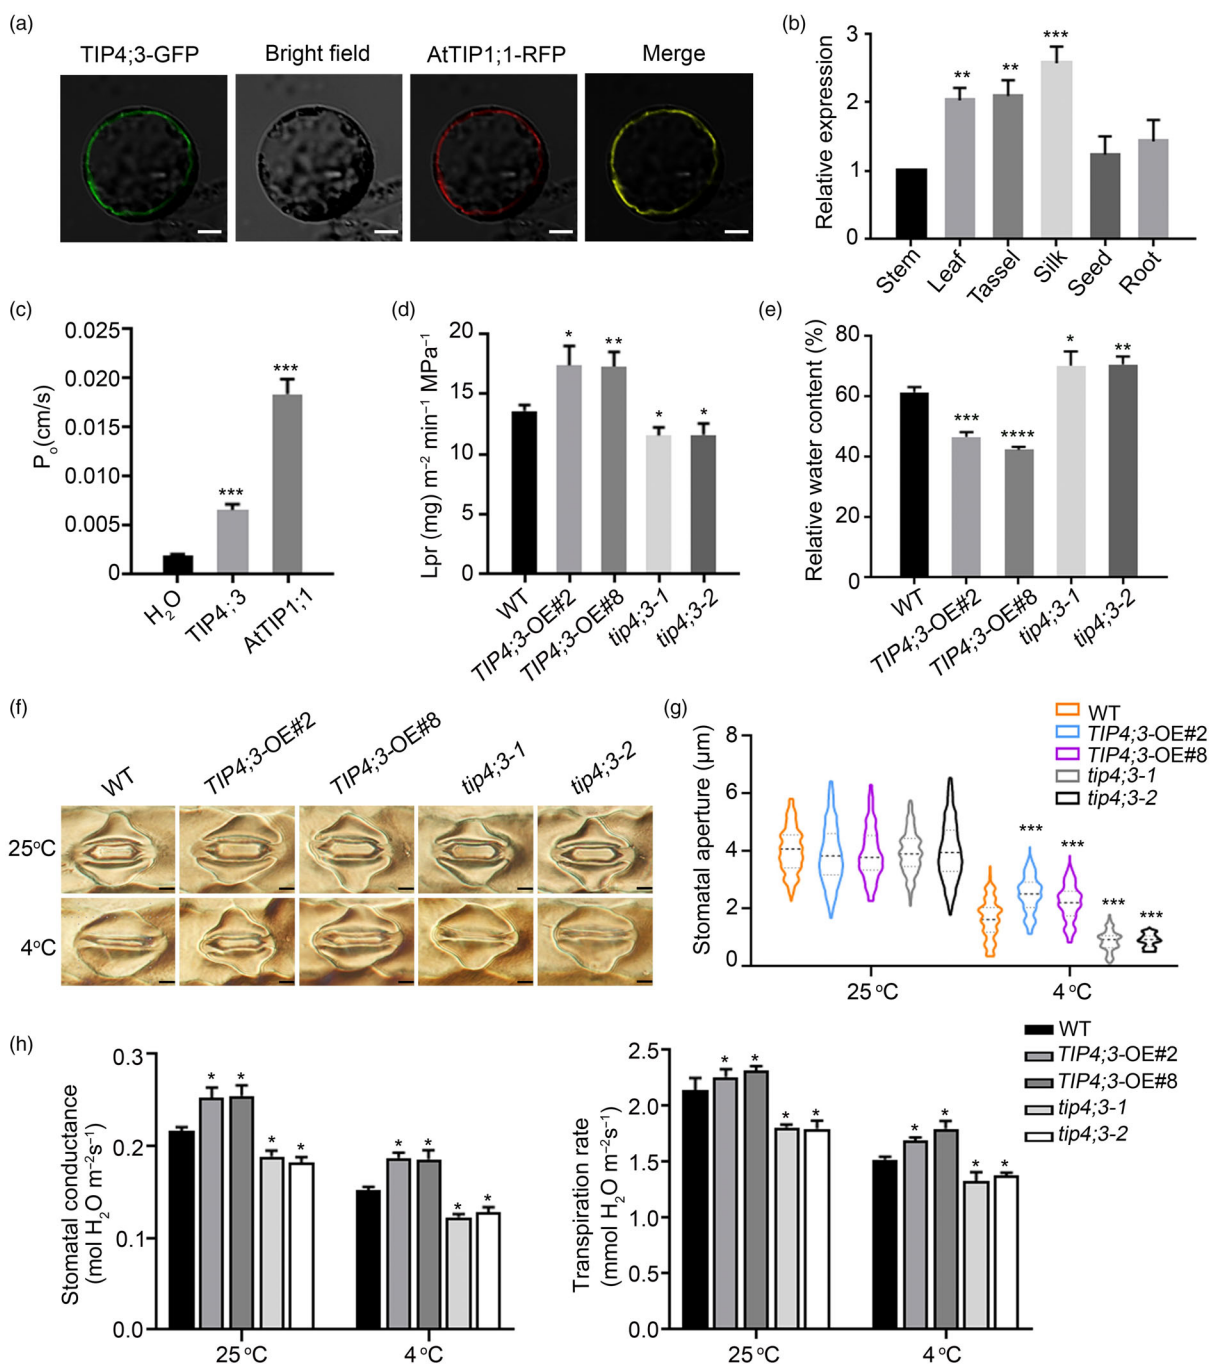 (a)
TIP4;3-GFP Bright field AtTIP1;1-RFP Merge
(b)
Relative expression
3
2
1
0
** ** ***
Stem Leaf Tassel Silk Seed Root
(c)
P₀(cm/s)
0.025
0.020
0.015
0.010
0.005
0
*** ***
H₂O TIP4;3 AtTIP1;1
(d)
Lpr (mg) m⁻² min⁻¹ MPa⁻¹
20
15
10
5
0
* ** * *
WT TIP4;3-OE#2 TIP4;3-OE#8 tip4;3-1 tip4;3-2
(e)
Relative water content (%)
80
60
40
20
0
*** **** * **
WT TIP4;3-OE#2 TIP4;3-OE#8 tip4;3-1 tip4;3-2
(f)
WT TIP4;3-OE#2 TIP4;3-OE#8 tip4;3-1 tip4;3-2
25°C
4°C
(g)
WT
TIP4;3-OE#2
TIP4;3-OE#8
tip4;3-1
tip4;3-2
Stomatal aperture (µm)
8
6
4
2
0
*** *** *** ***
25 °C 4 °C
(h)
Stomatal conductance
(mol H₂O m⁻²s⁻¹)
0.3
0.2
0.1
0.0
* * * * * * * *
25 °C 4 °C
Transpiration rate
(mmol H₂O m⁻²s⁻¹)
2.5
2.0
1.5
1.0
0.5
0.0
* * * * * * * *
25 °C 4 °C
WT
TIP4;3-OE#2
TIP4;3-OE#8
tip4;3-1
tip4;3-2